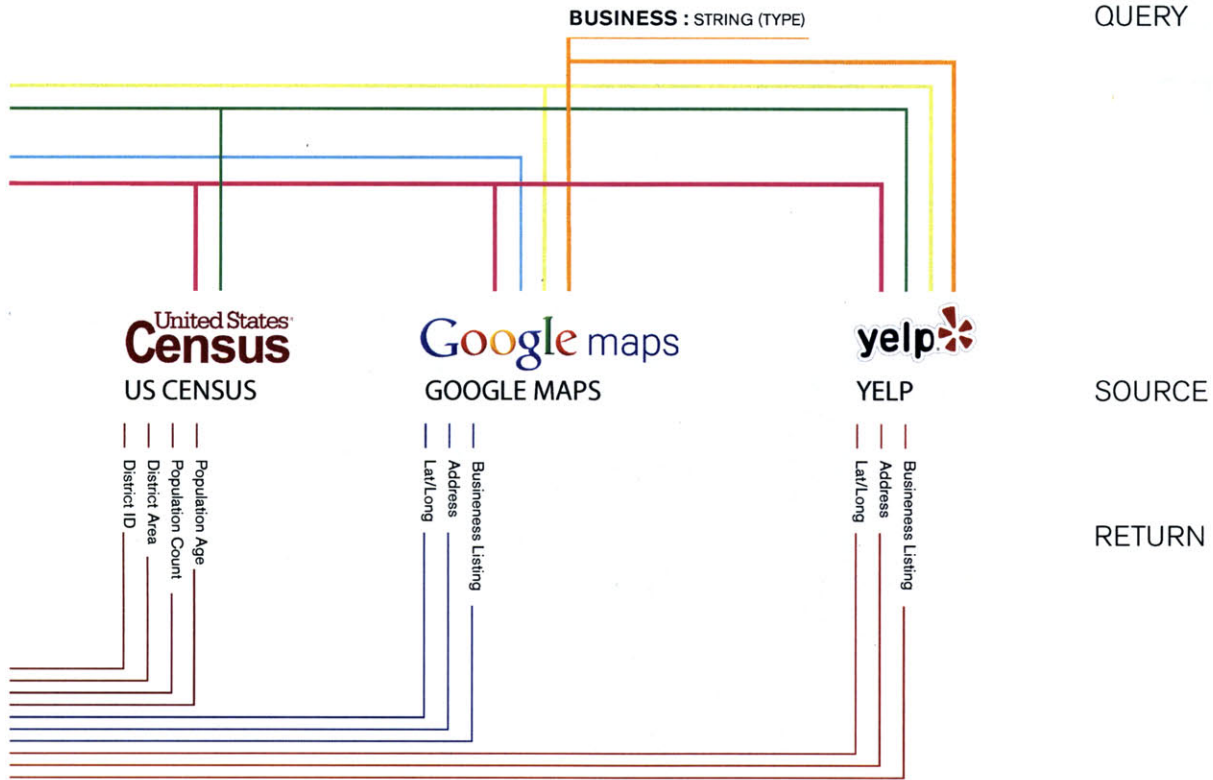 BUSINESS : STRING (TYPE)
QUERY
United States
Census
Google maps
yelp
US CENSUS
GOOGLE MAPS
YELP
SOURCE
District ID
District Area
Population Count
Population Age
Lat/Long
Address
Busineness Listing
Lat/Long
Address
Busineness Listing
RETURN